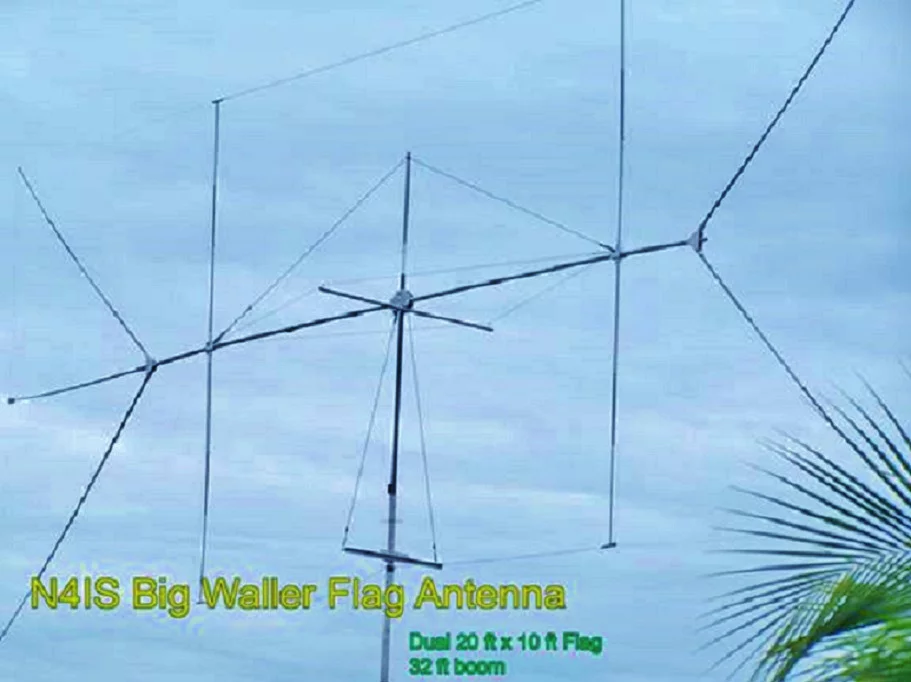 N4IS Big Waller Flag Antenna
Dual 20 ft x 10 ft Flag
32 ft boom